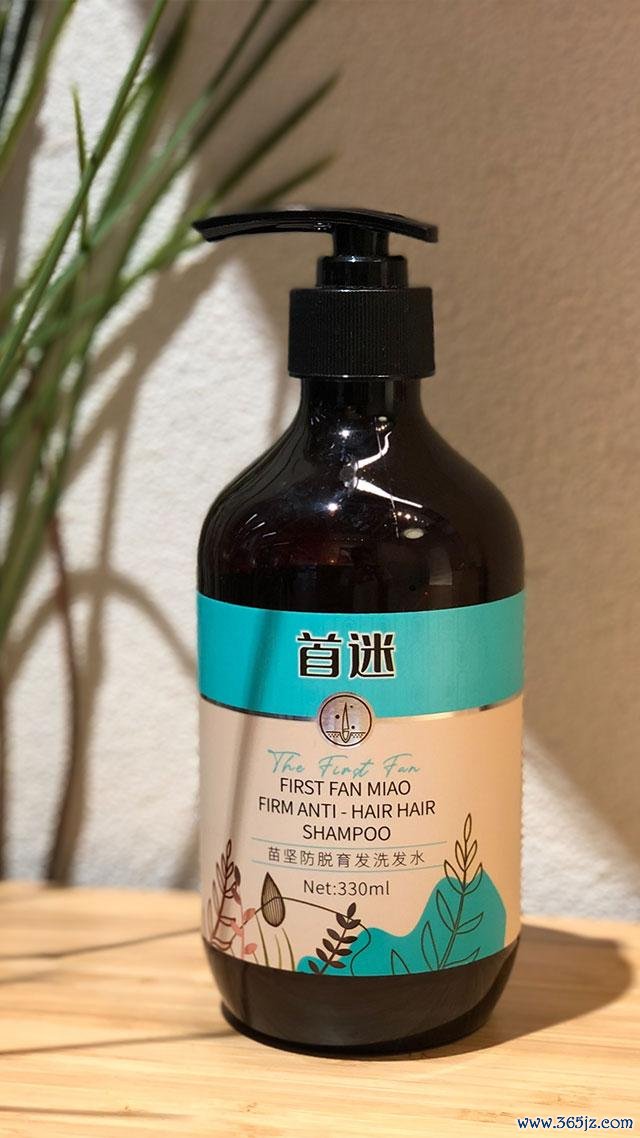 首迷
The First Fan
FIRST FAN MIAO
FIRM ANTI - HAIR HAIR
SHAMPOO
苗坚防脱育发洗发水
Net:330ml
www.365jz.com